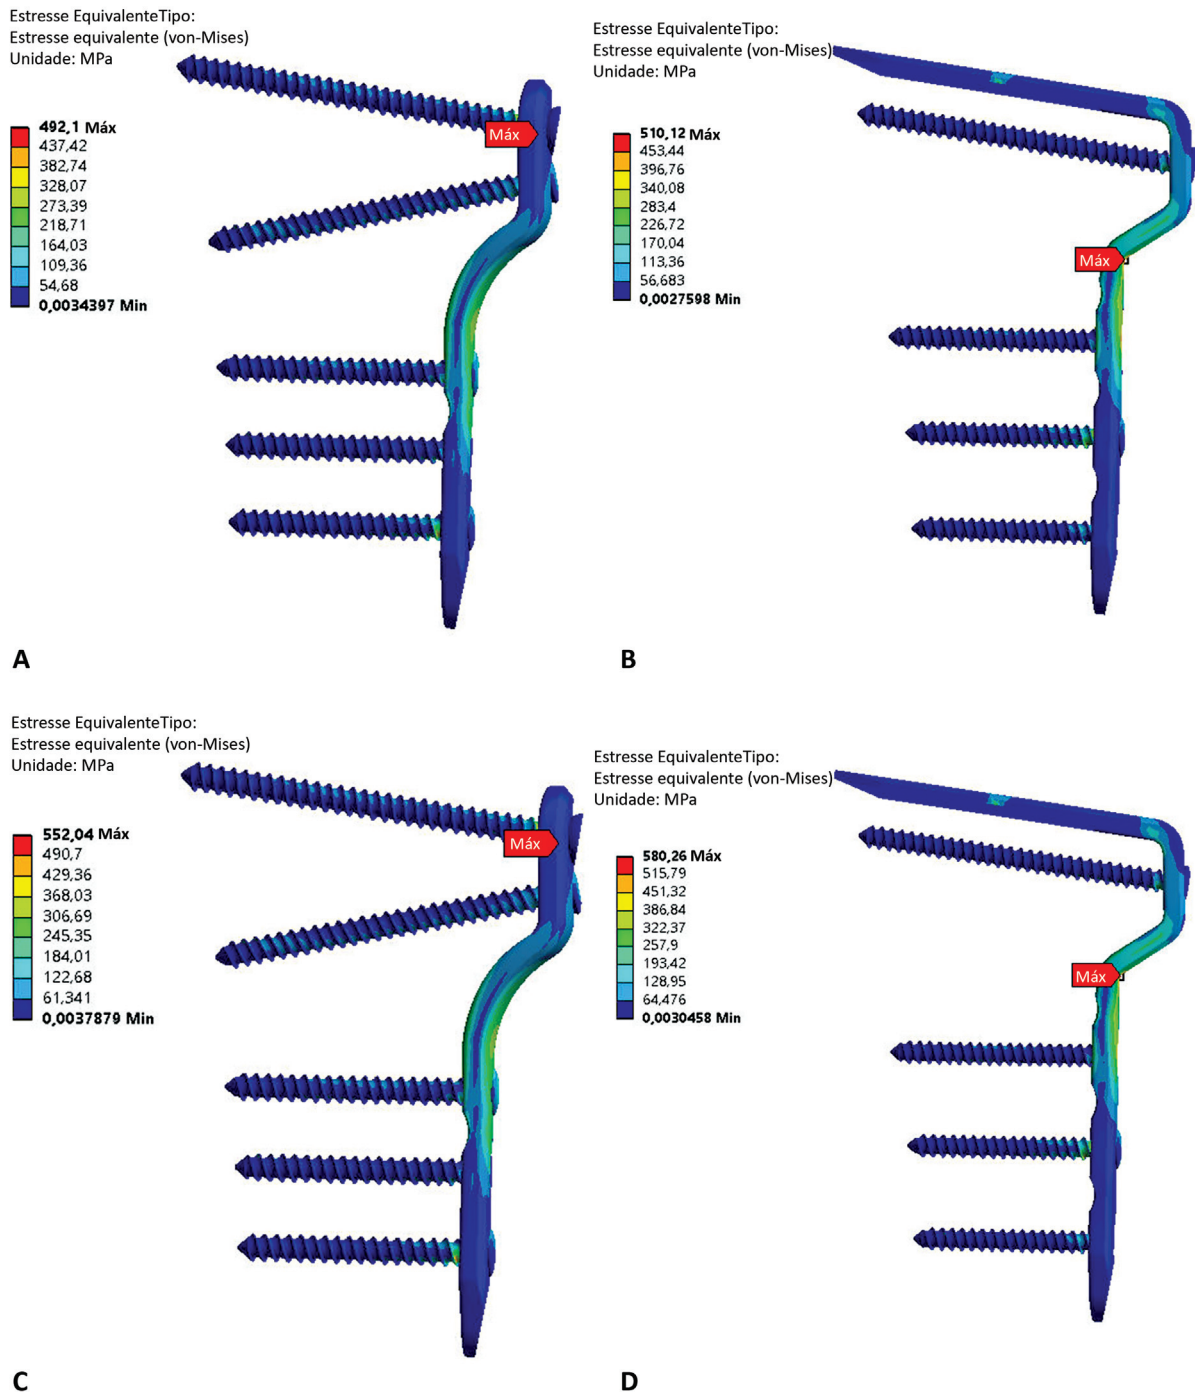 Estresse EquivalenteTipo:
Estresse equivalente (von-Mises)
Unidade: MPa
492,1 Máx
437,42
382,74
328,07
273,39
218,71
164,03
109,36
54,68
0,0034397 Min
Máx
A
Estresse EquivalenteTipo:
Estresse equivalente (von-Mises)
Unidade: MPa
510,12 Máx
453,44
396,76
340,08
283,4
226,72
170,04
113,36
56,683
0,0027598 Min
Máx
B
Estresse EquivalenteTipo:
Estresse equivalente (von-Mises)
Unidade: MPa
552,04 Máx
490,7
429,36
368,03
306,69
245,35
184,01
122,68
61,341
0,0037879 Min
Máx
C
Estresse EquivalenteTipo:
Estresse equivalente (von-Mises)
Unidade: MPa
580,26 Máx
515,79
451,32
386,84
322,37
257,9
193,42
128,95
64,476
0,0030458 Min
Máx
D